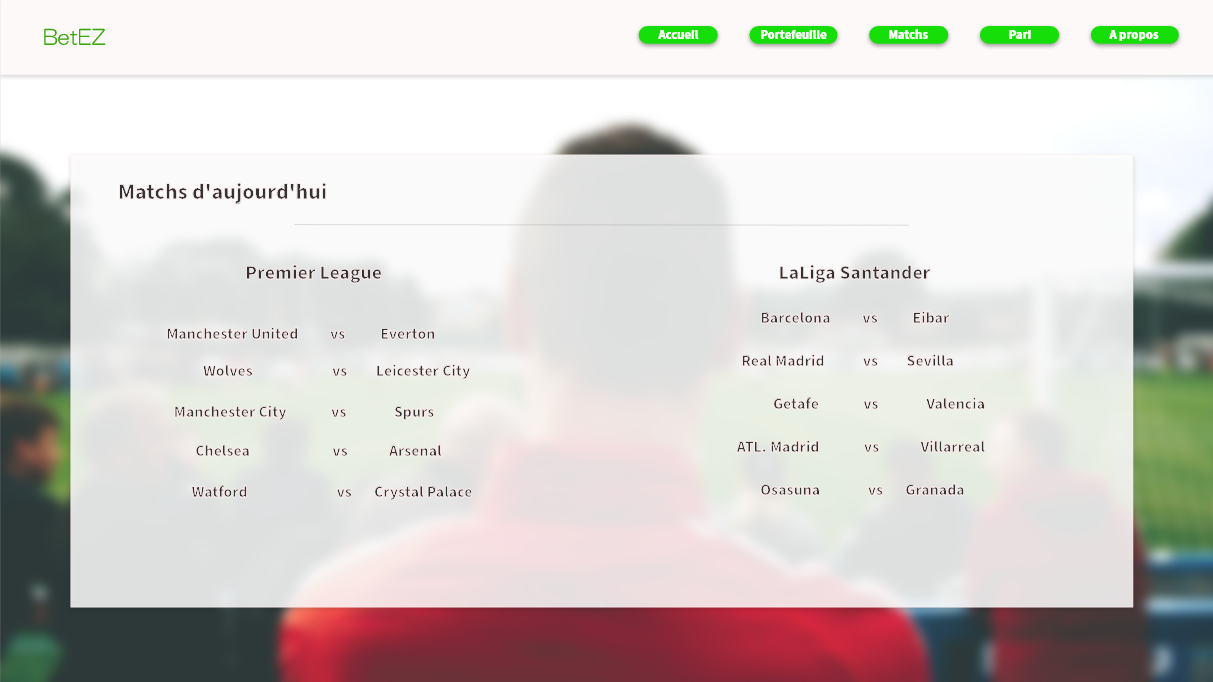 BetEZ
Accueil
Portefeuille
Matchs
Pari
A propos
Matchs d'aujourd'hui
Premier League
Manchester United vs Everton
Wolves vs Leicester City
Manchester City vs Spurs
Chelsea vs Arsenal
Watford vs Crystal Palace
LaLiga Santander
Barcelona vs Eibar
Real Madrid vs Sevilla
Getafe vs Valencia
ATL. Madrid vs Villarreal
Osasuna vs Granada